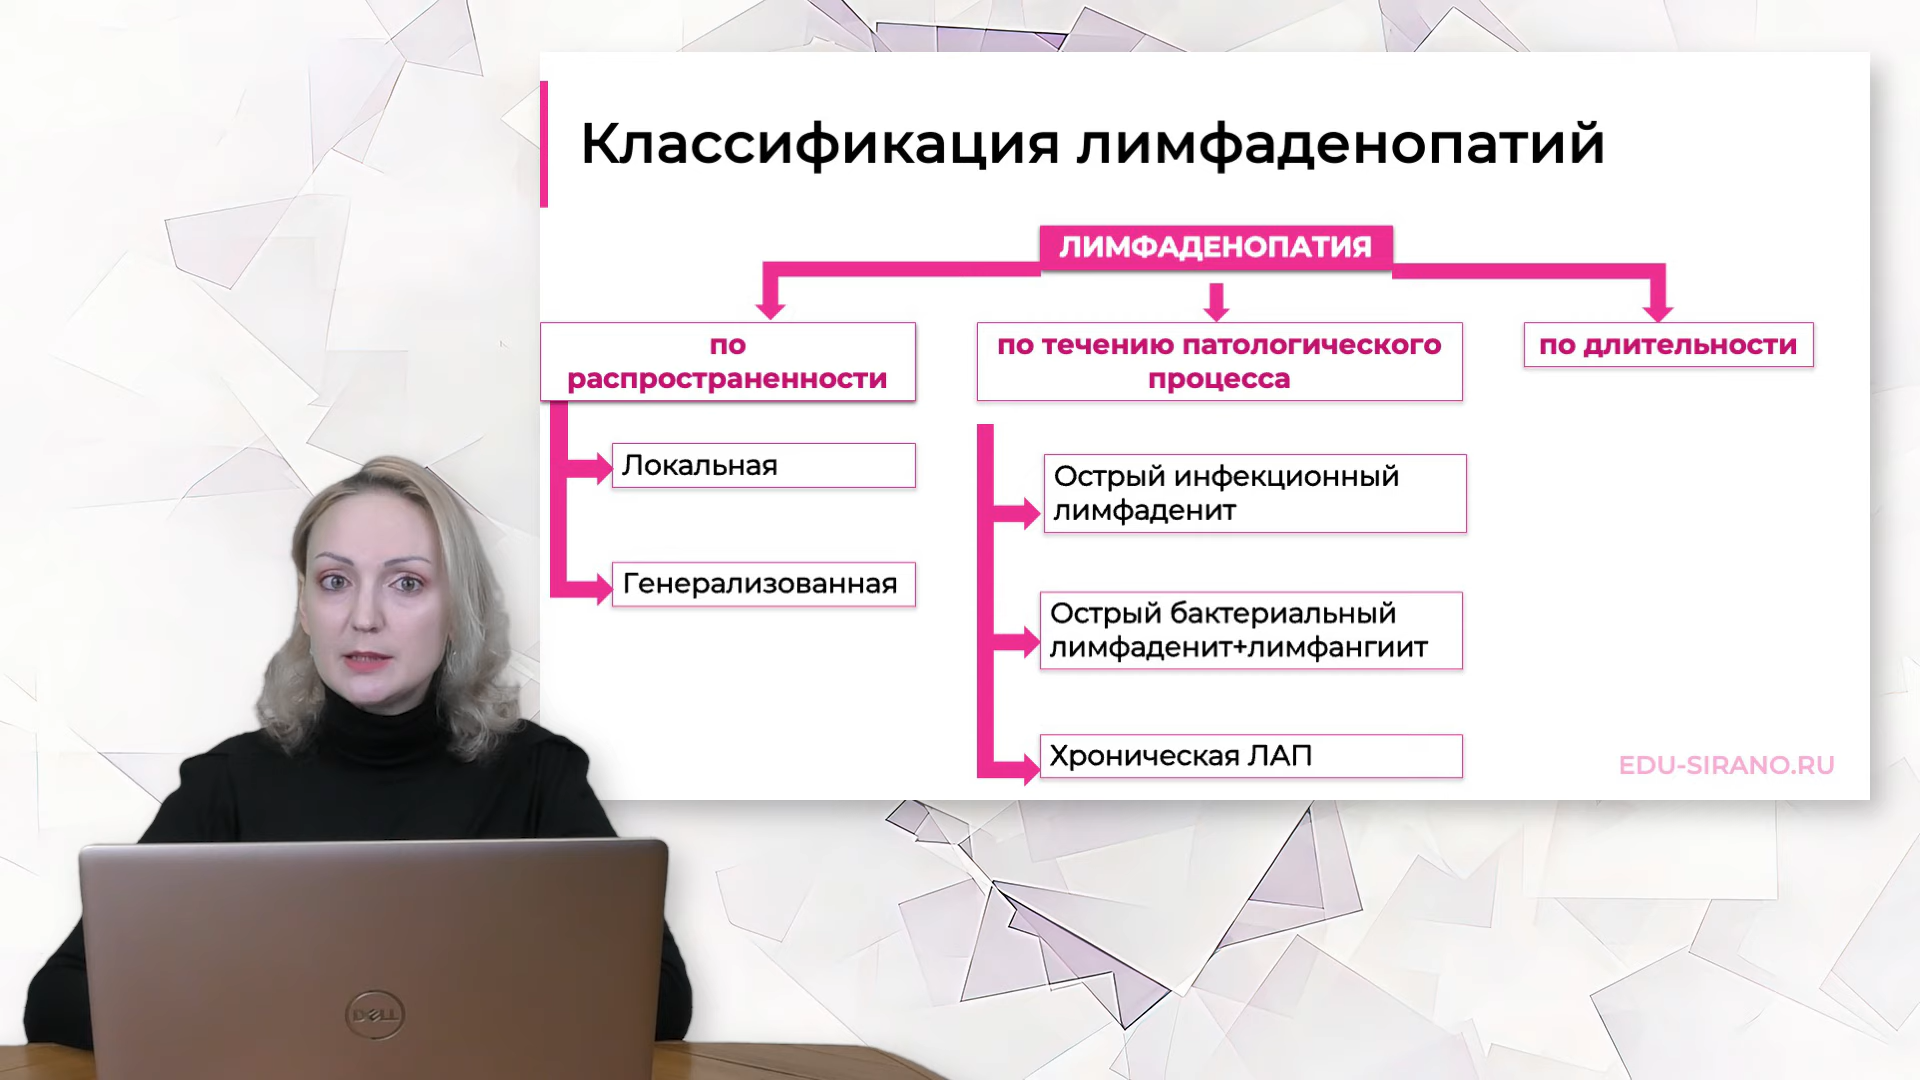 Классификация лимфаденопатий
ЛИМФАДЕНОПАТИЯ
по
распространенности
Локальная
Генерализованная
по течению патологического
процесса
Острый инфекционный
лимфаденит
Острый бактериальный
лимфаденит+лимфангиит
Хроническая ЛАП
по длительности
EDU-SIRANO.RU
DELL